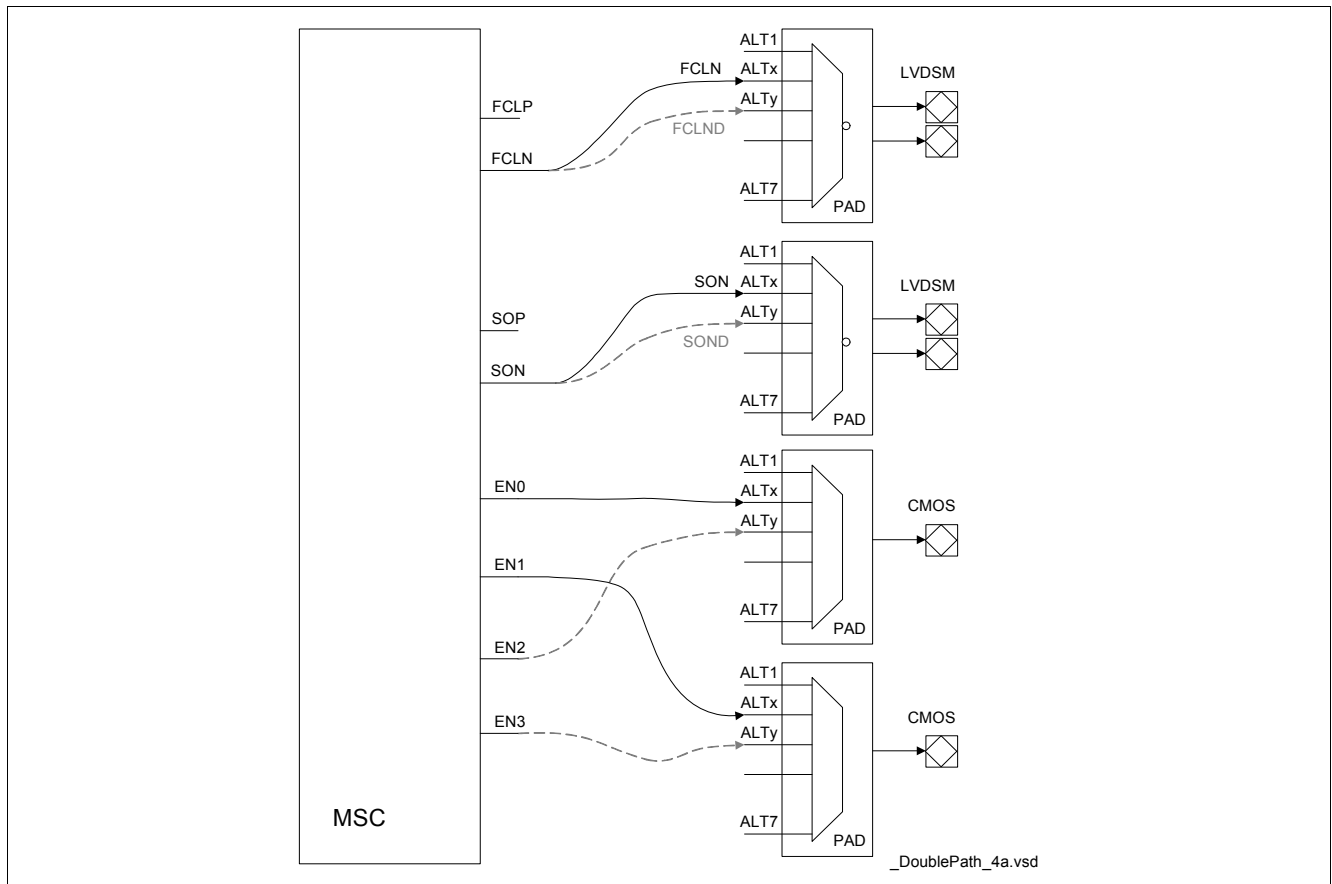 ALT1
FCLN ALTx LVDSM
ALTy
FCLP
FCLND
FCLN
ALT7
PAD
ALT1
SON ALTx LVDSM
ALTy
SOP
SOND
SON
ALT7
PAD
ALT1
EN0 ALTx
CMOS
ALTy
EN1
ALT7
PAD
EN2
ALT1
ALTx
EN3 CMOS
ALTy
MSC ALT7
PAD
_DoublePath_4a.vsd